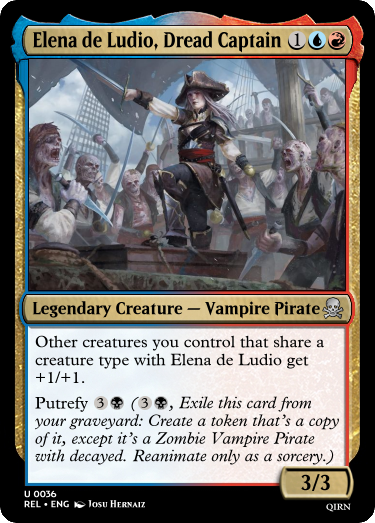 Elena de Ludio, Dread Captain 1
Legendary Creature — Vampire Pirate
Other creatures you control that share a
creature type with Elena de Ludio get
+1/+1.
Putrefy 3 (3, Exile this card from
your graveyard: Create a token that's a copy
of it, except it's a Zombie Vampire Pirate
with decayed. Reanimate only as a sorcery.)
3/3
U 0036
REL • ENG Josu Hernaiz
QIRN